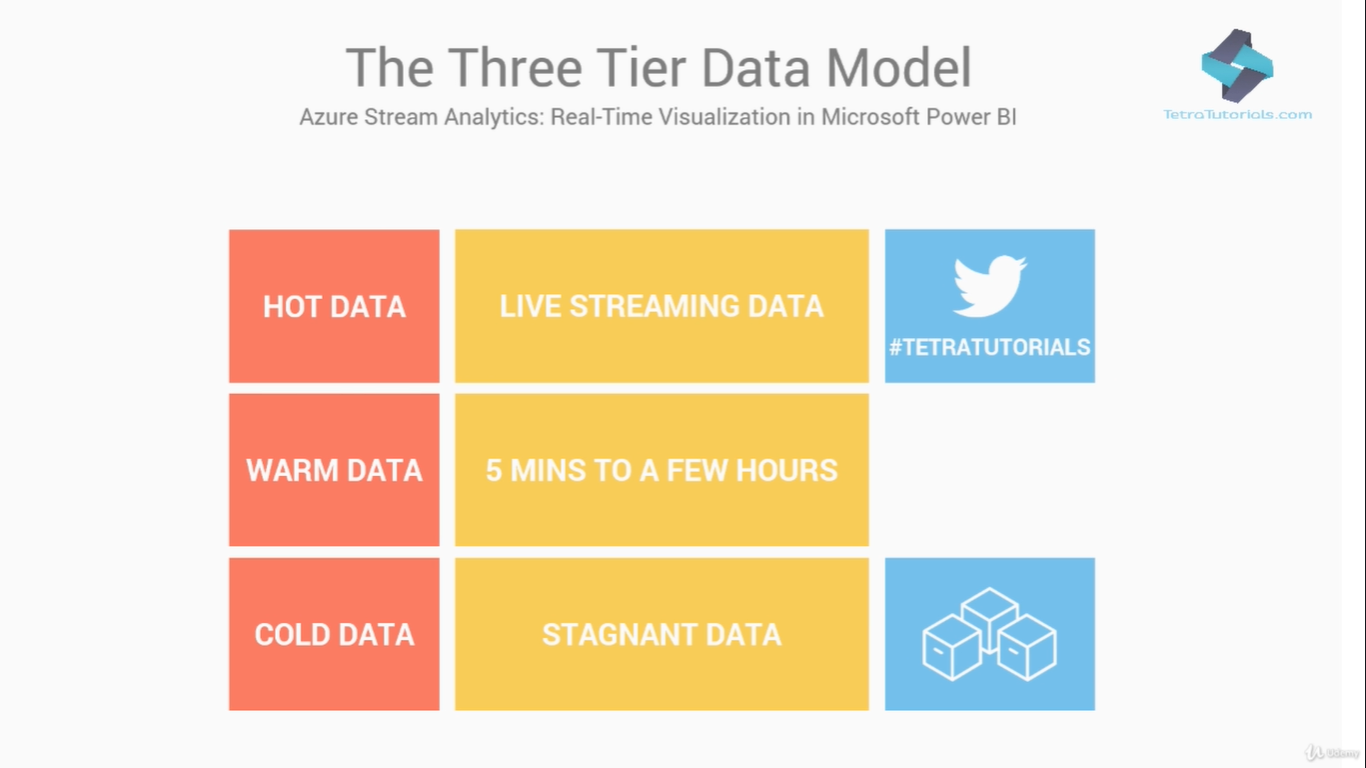 The Three Tier Data Model
Azure Stream Analytics: Real-Time Visualization in Microsoft Power BI
TetraTutorials.com
HOT DATA
LIVE STREAMING DATA
#TETRATUTORIALS
WARM DATA
5 MINS TO A FEW HOURS
COLD DATA
STAGNANT DATA
Udemy